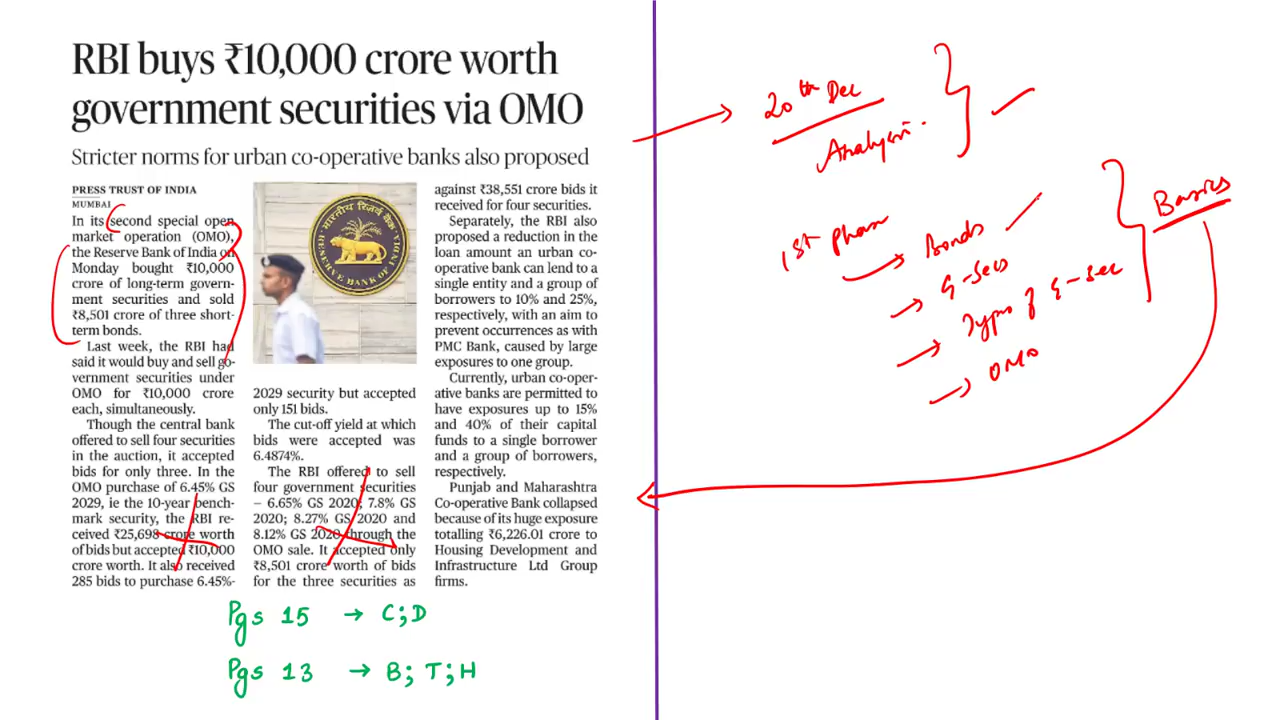 RBI buys ₹10,000 crore worth
government securities via OMO
Stricter norms for urban co-operative banks also proposed
PRESS TRUST OF INDIA
MUMBAI
In its second special open
market operation (OMO),
the Reserve Bank of India on
Monday bought ₹10,000
crore of long-term govern-
ment securities and sold
₹8,501 crore of three short-
term bonds.
Last week, the RBI had
said it would buy and sell go-
vernment securities under
OMO for ₹10,000 crore
each, simultaneously.
Though the central bank
offered to sell four securities
in the auction, it accepted
bids for only three. In the
OMO purchase of 6.45% GS
2029, ie the 10-year bench-
mark security, the RBI re-
ceived ₹25,698 crore worth
of bids but accepted ₹10,000
crore worth. It also received
285 bids to purchase 6.45%-
भारतीय रिज़र्व बैंक
RESERVE BANK OF INDIA
2029 security but accepted
only 151 bids.
The cut-off yield at which
bids were accepted was
6.4874%.
The RBI offered to sell
four government securities
– 6.65% GS 2020; 7.8% GS
2020; 8.27% GS 2020 and
8.12% GS 2020 through the
OMO sale. It accepted only
₹8,501 crore worth of bids
for the three securities as
against ₹38,551 crore bids it
received for four securities.
Separately, the RBI also
proposed a reduction in the
loan amount an urban co-
operative bank can lend to a
single entity and a group of
borrowers to 10% and 25%,
respectively, with an aim to
prevent occurrences as with
PMC Bank, caused by large
exposures to one group.
Currently, urban co-oper-
ative banks are permitted to
have exposures up to 15%
and 40% of their capital
funds to a single borrower
and a group of borrowers,
respectively.
Punjab and Maharashtra
Co-operative Bank collapsed
because of its huge exposure
totalling ₹6,226.01 crore to
Housing Development and
Infrastructure Ltd Group
firms.
Pgs 15 → C; D
Pgs 13 → B; T; H
20th Dec
Analysis
Basics
1st phase
Bonds
G-Secs
Types of G-Sec
OMO